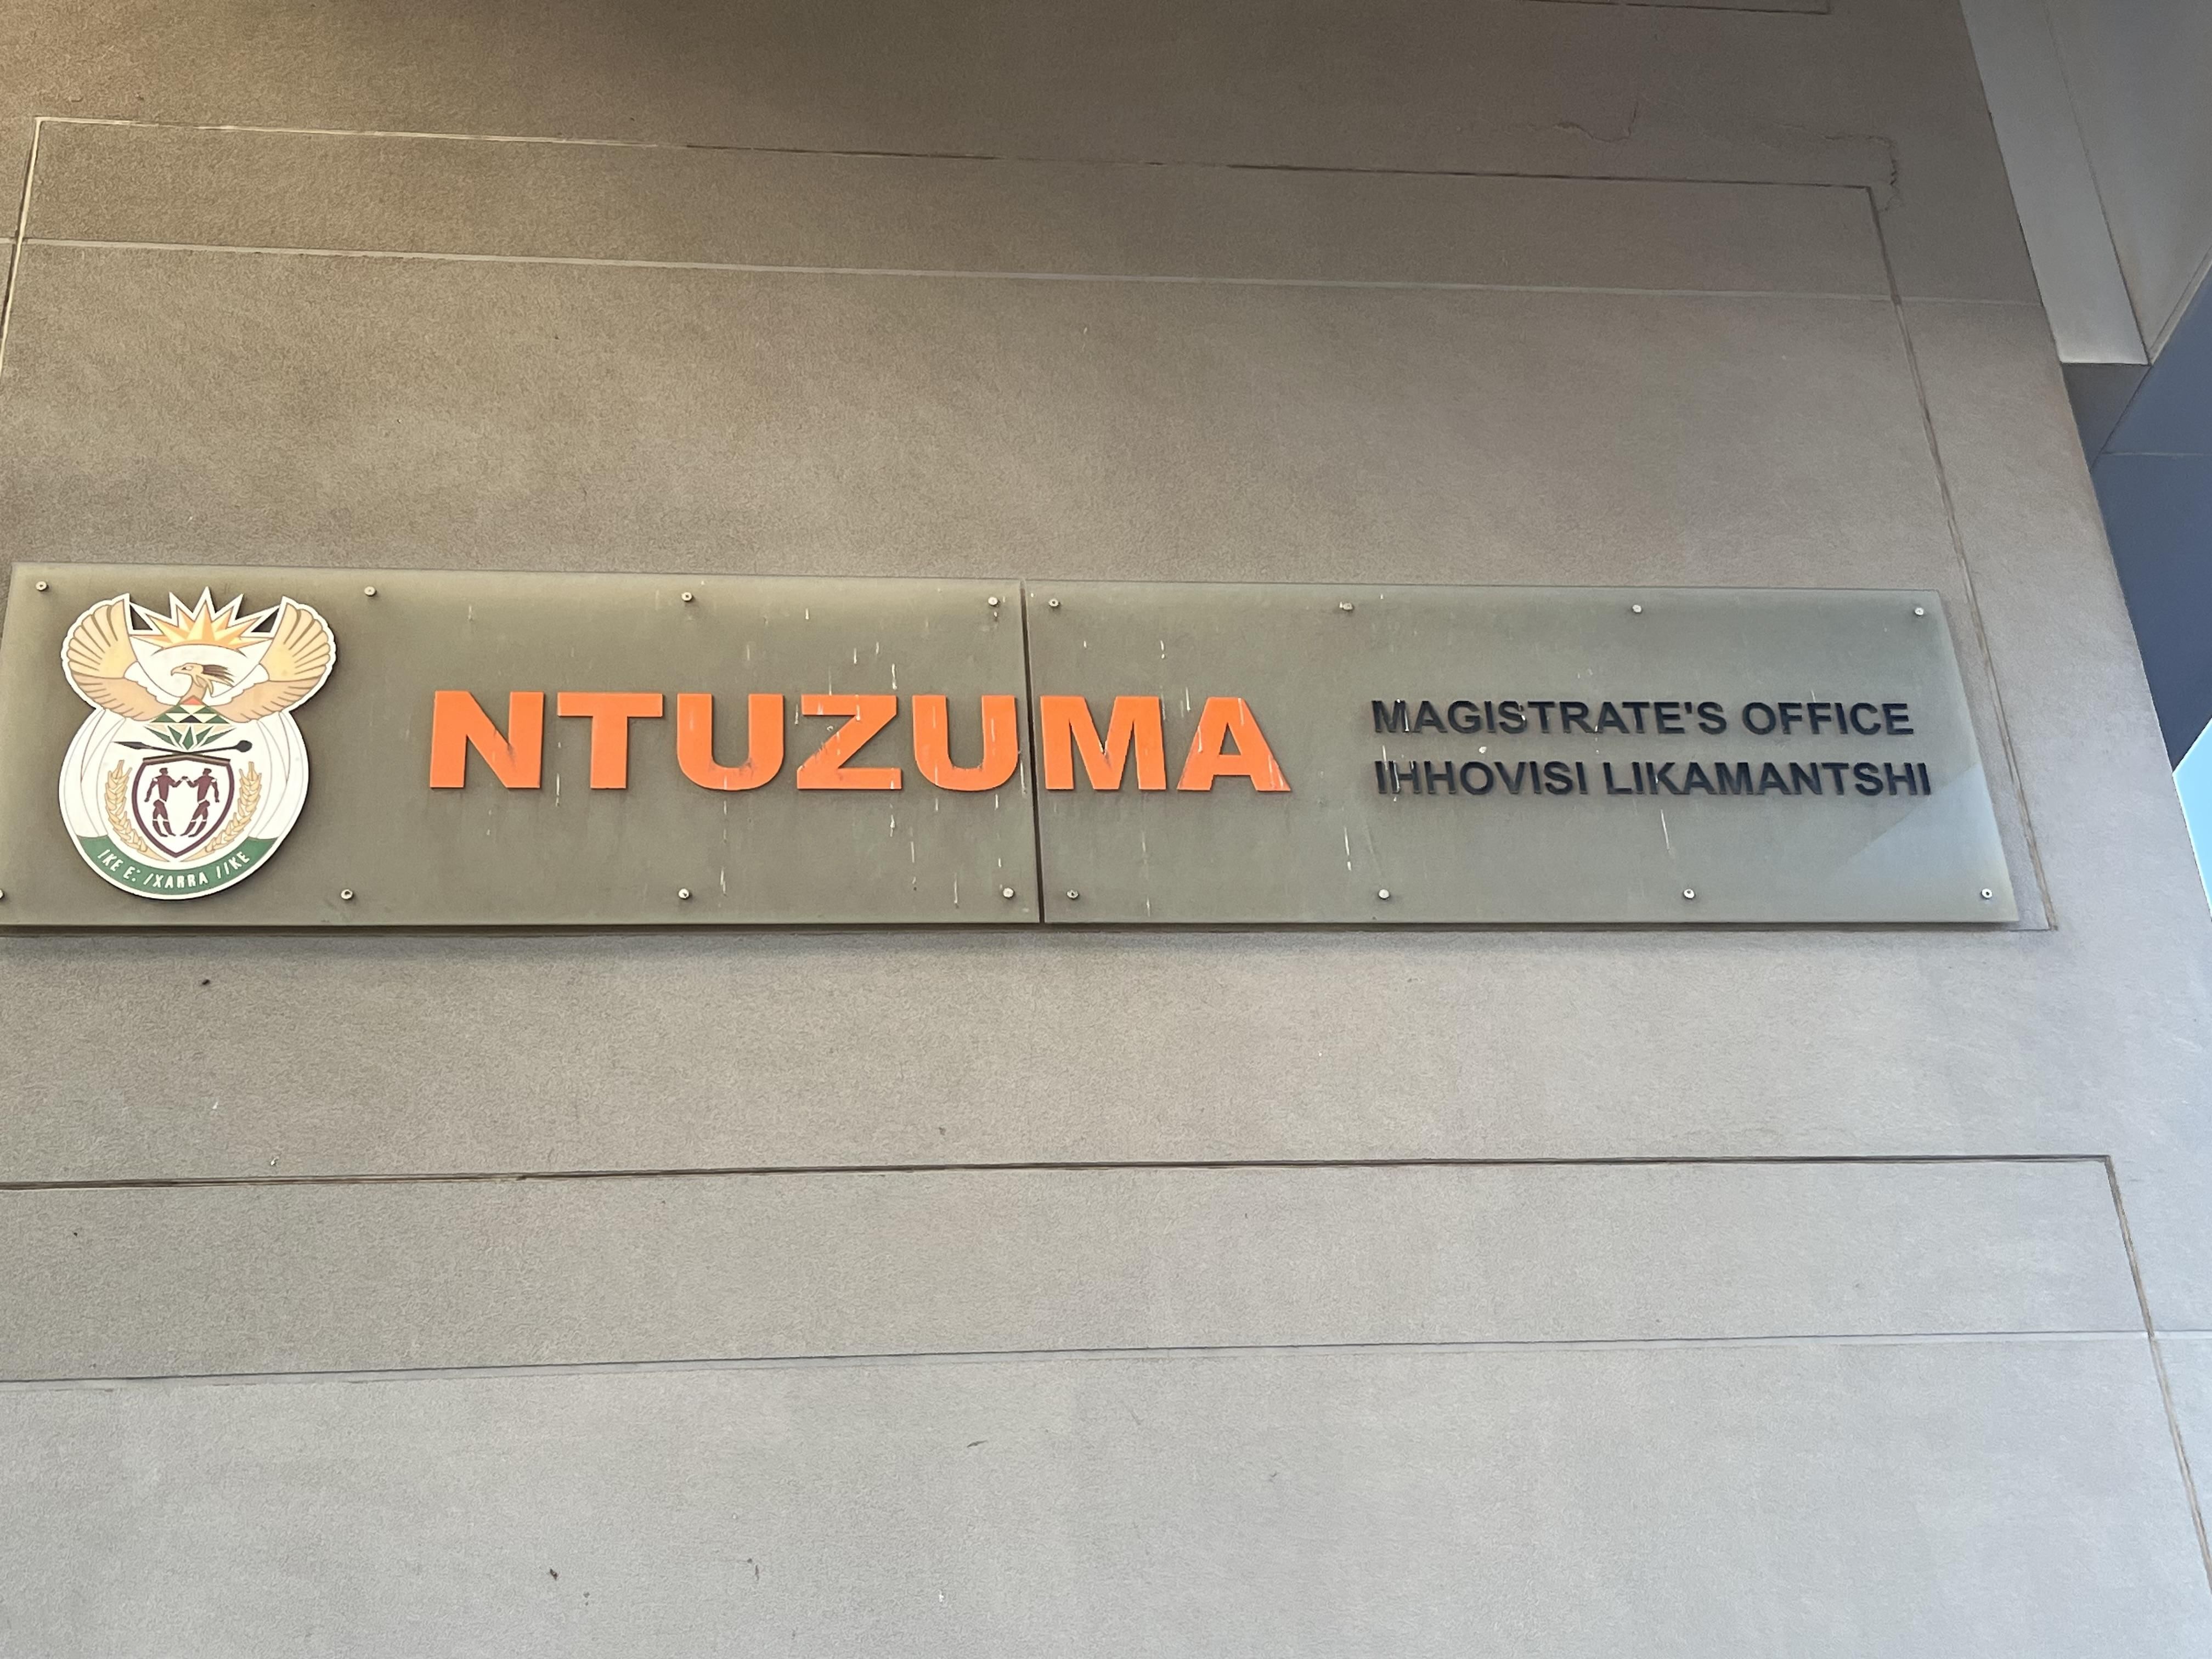 NTUZUMA
MAGISTRATE'S OFFICE
IHHOVISI LIKAMANTSHI
!KE E: /XARRA //KE